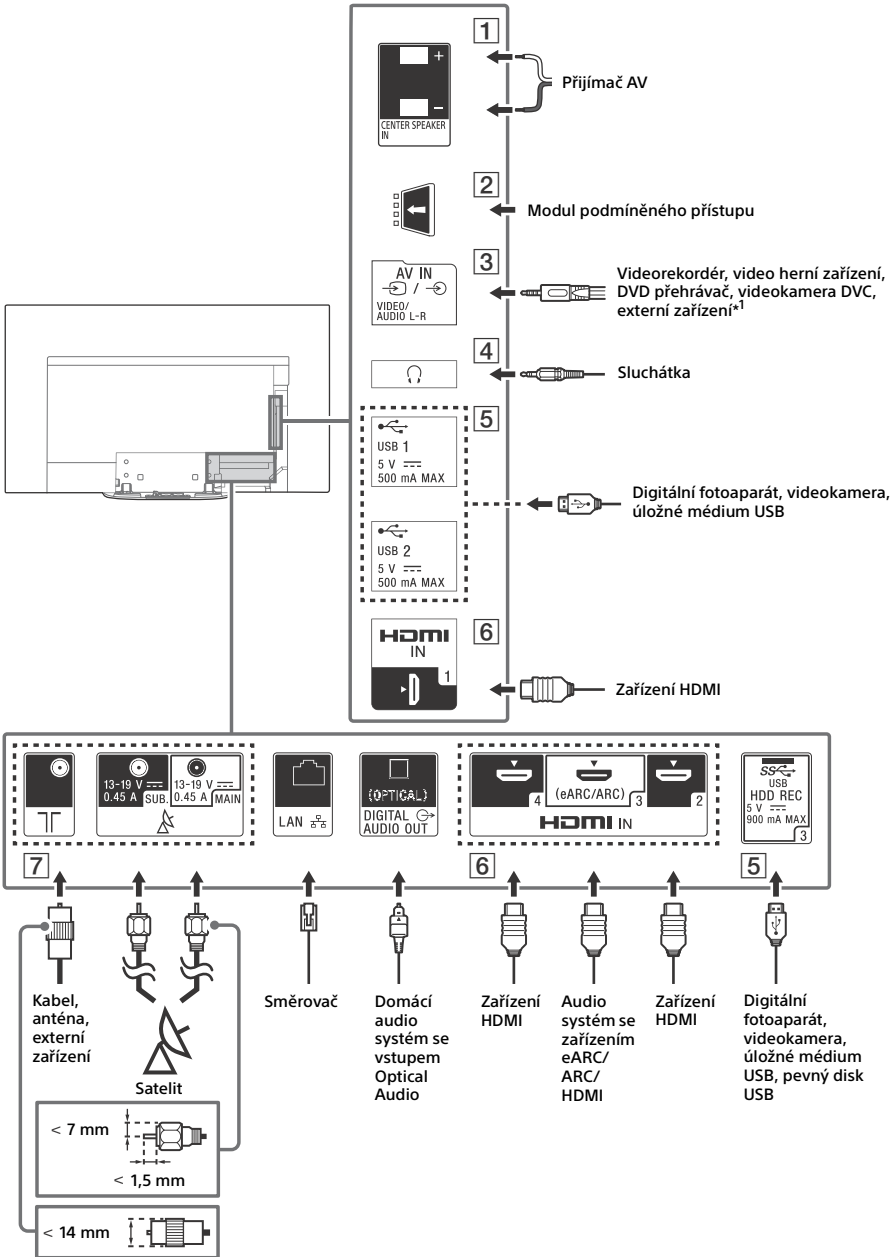 1
+
−
CENTER SPEAKER
IN
Přijímač AV
2
Modul podmíněného přístupu
3
AV IN
/
VIDEO/
AUDIO L-R
Videorekordér, video herní zařízení,
DVD přehrávač, videokamera DVC,
externí zařízení*1
4
Sluchátka
5
USB 1
5 V
500 mA MAX
USB 2
5 V
500 mA MAX
Digitální fotoaparát, videokamera,
úložné médium USB
6
HDMI
IN
1
Zařízení HDMI
13-19 V
0.45 A SUB.
13-19 V
0.45 A MAIN
LAN
(OPTICAL)
DIGITAL
AUDIO OUT
4
(eARC/ARC) 3
2
HDMI IN
SS
USB
HDD REC
5 V
900 mA MAX
3
7
6
5
Kabel,
anténa,
externí
zařízení
Satelit
Směrovač
Domácí
audio
systém se
vstupem
Optical
Audio
Zařízení
HDMI
Audio
systém se
zařízením
eARC/
ARC/
HDMI
Zařízení
HDMI
Digitální
fotoaparát,
videokamera,
úložné médium
USB, pevný disk
USB
< 7 mm
< 1,5 mm
< 14 mm